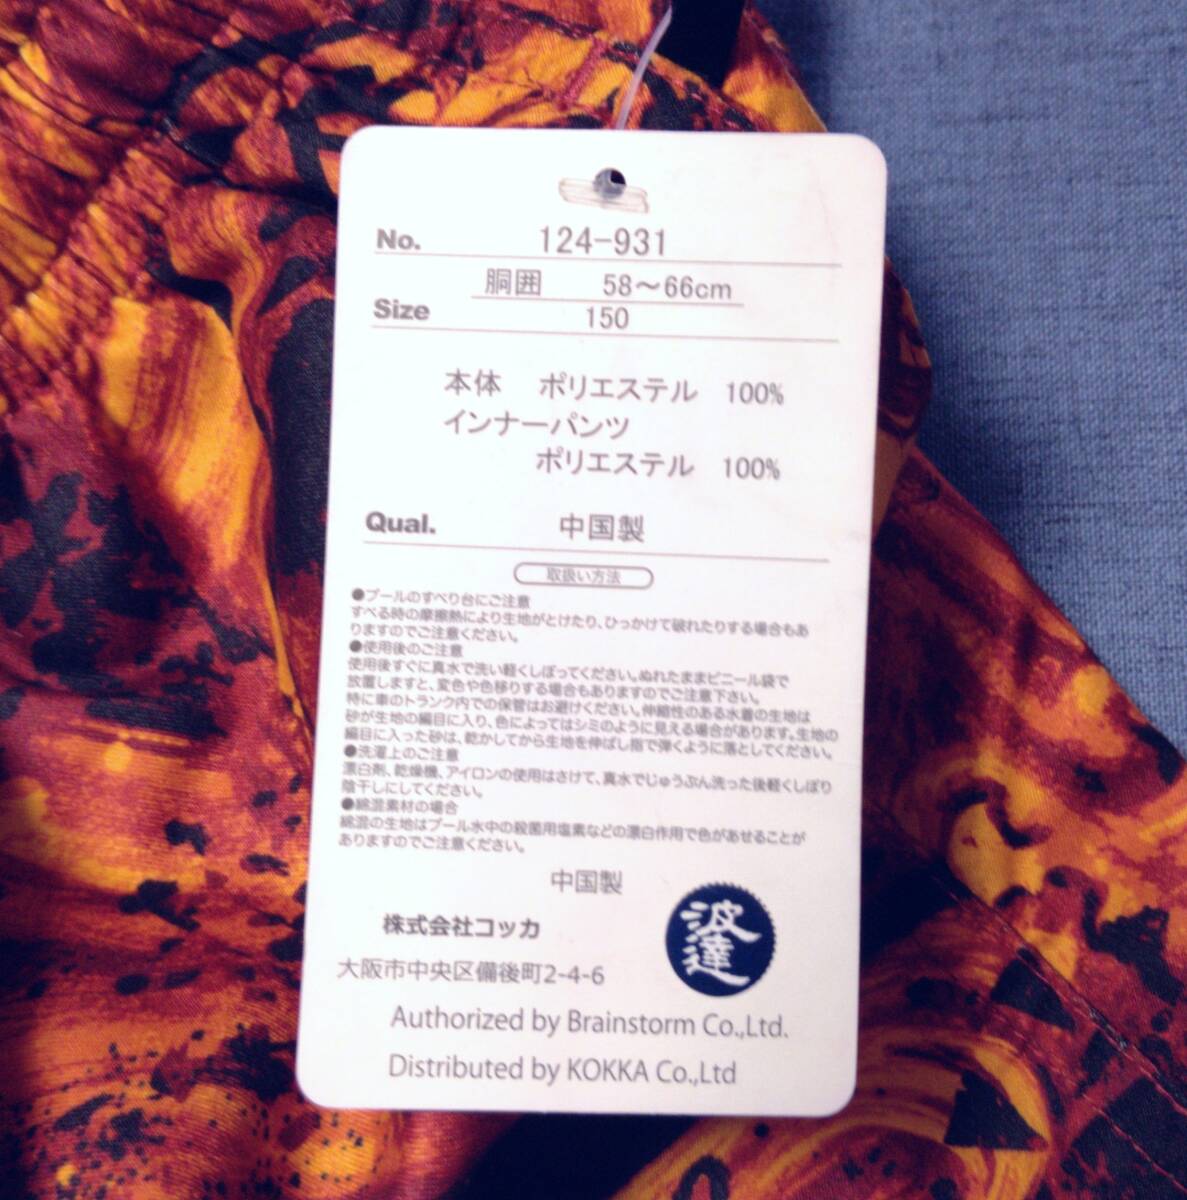 No. 124-931
胴囲 58～66cm
Size 150
本体 ポリエステル 100%
インナーパンツ
ポリエステル 100%
Qual. 中国製
取扱い方法
●プールのすべり台にご注意
すべる時の摩擦熱により生地がとけたり、ひっかけて破れたりする場合もあ
りますのでご注意ください。
●使用後のご注意
使用後すぐに真水で洗い軽くしぼってください。ぬれたままビニール袋で
放置しますと、変色や色移りする場合もありますのでご注意下さい。
特に車のトランク内での保管はお避けください。伸縮性のある水着の生地は
砂が生地の編目に入り、色によってはシミのように見える場合があります。生地の
編目に入った砂は、乾かしてから生地を伸ばし指で弾くように落としてください。
●洗濯上のご注意
漂白剤、乾燥機、アイロンの使用はさけて、真水でじゅうぶん洗った後軽くしぼり
陰干しにしてください。
●綿混素材の場合
綿混の生地はプール水中の殺菌用塩素などの漂白作用で色があせることが
ありますのでご注意ください。
中国製
株式会社コッカ
波達
大阪市中央区備後町2-4-6
Authorized by Brainstorm Co.,Ltd.
Distributed by KOKKA Co.,Ltd